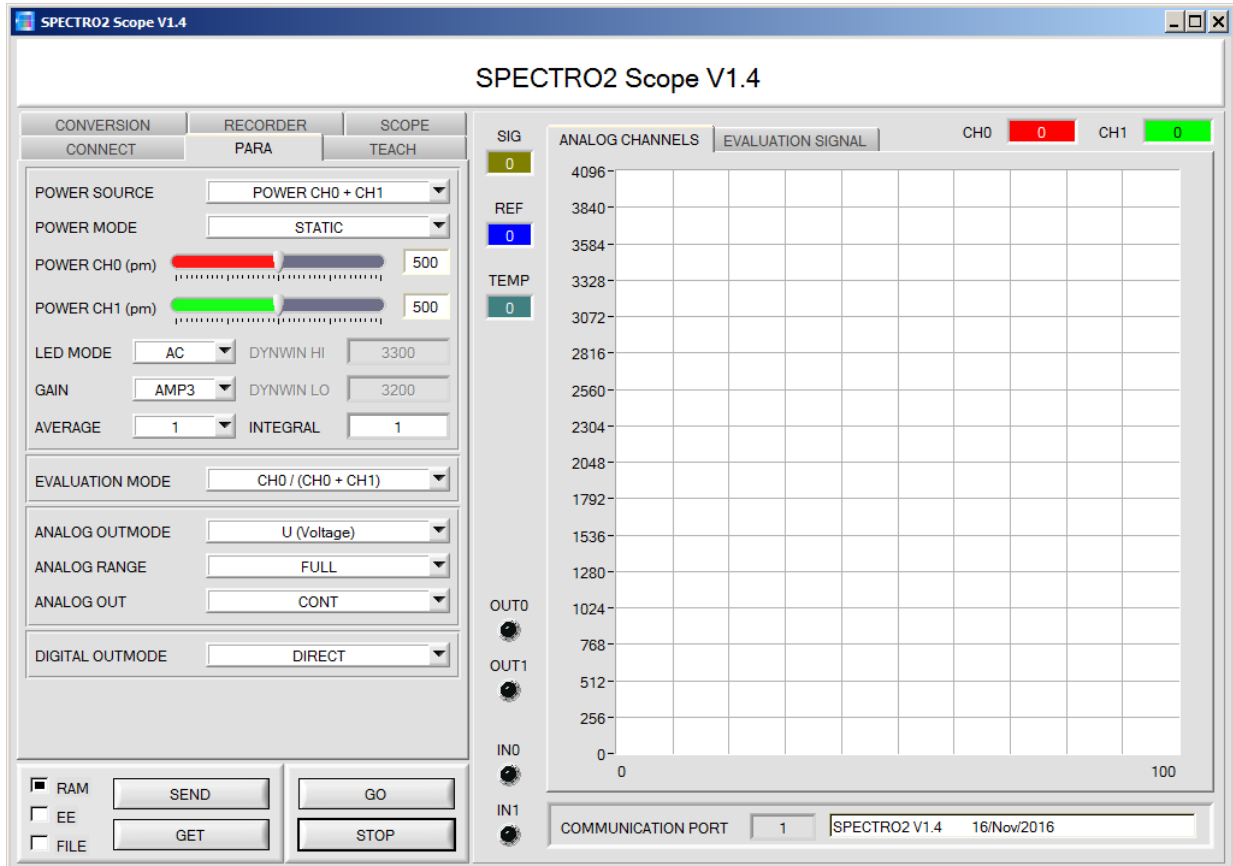 SPECTRO2 Scope V1.4
SPECTRO2 Scope V1.4
CONVERSION RECORDER SCOPE
CONNECT PARA TEACH
POWER SOURCE POWER CH0 + CH1
POWER MODE STATIC
POWER CH0 (pm) 500
POWER CH1 (pm) 500
LED MODE AC DYNWIN HI 3300
GAIN AMP3 DYNWIN LO 3200
AVERAGE 1 INTEGRAL 1
EVALUATION MODE CH0 / (CH0 + CH1)
ANALOG OUTMODE U (Voltage)
ANALOG RANGE FULL
ANALOG OUT CONT
DIGITAL OUTMODE DIRECT
RAM
EE
FILE
SEND
GET
GO
STOP
SIG
0
REF
0
TEMP
0
OUT0
OUT1
IN0
IN1
ANALOG CHANNELS EVALUATION SIGNAL CH0 0 CH1 0
4096
3840
3584
3328
3072
2816
2560
2304
2048
1792
1536
1280
1024
768
512
256
0
0 100
COMMUNICATION PORT 1 SPECTRO2 V1.4 16/Nov/2016